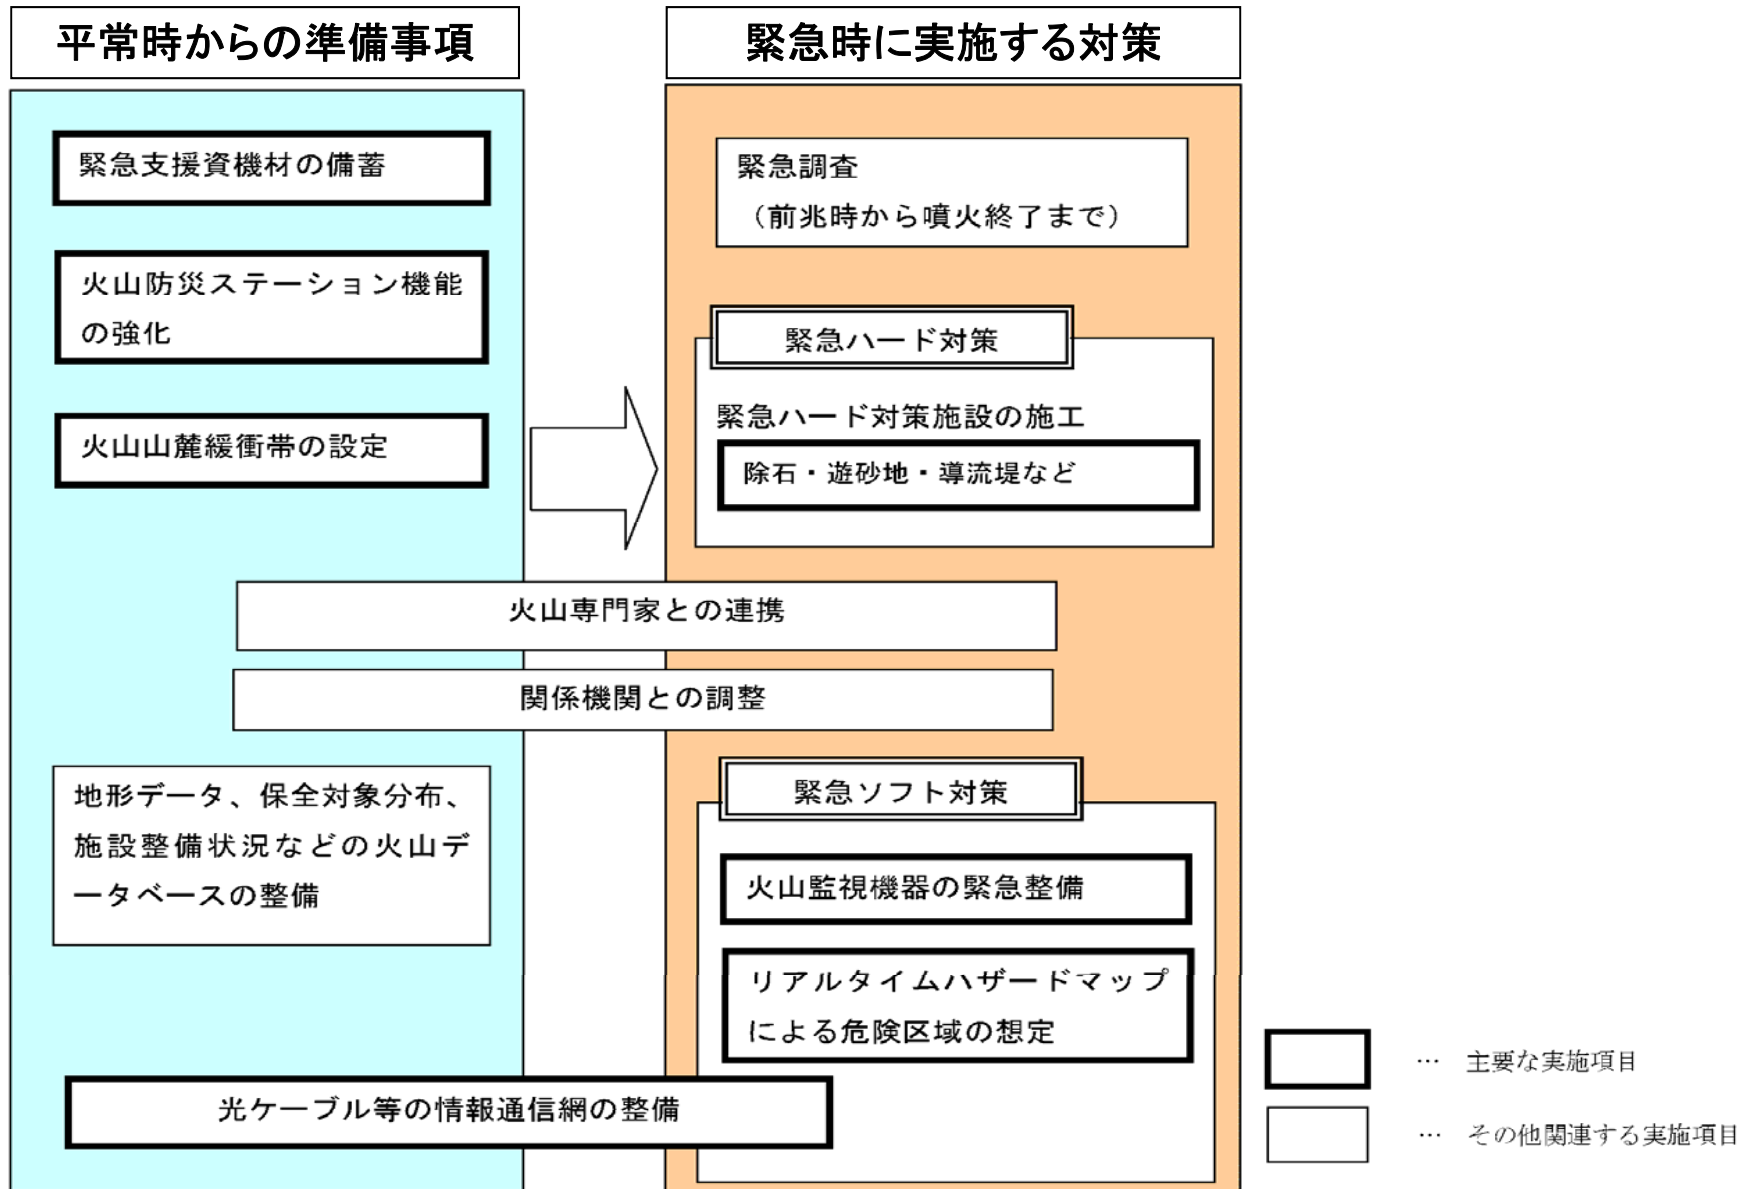 平常時からの準備事項
緊急支援資機材の備蓄
火山防災ステーション機能
の強化
火山山麓緩衝帯の設定
緊急時に実施する対策
緊急調査
（前兆時から噴火終了まで）
緊急ハード対策
緊急ハード対策施設の施工
除石・遊砂地・導流堤など
火山専門家との連携
関係機関との調整
地形データ、保全対象分布、
施設整備状況などの火山デ
ータベースの整備
緊急ソフト対策
火山監視機器の緊急整備
リアルタイムハザードマップ
による危険区域の想定
光ケーブル等の情報通信網の整備
… 主要な実施項目
… その他関連する実施項目